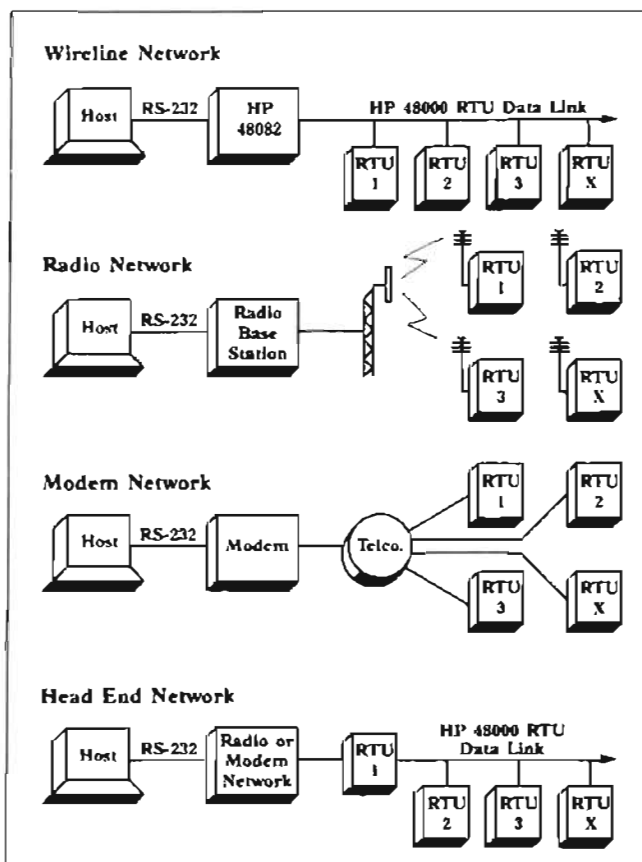 Wireline Network
Host
RS-232
HP
48082
HP 48000 RTU Data Link
RTU
1
RTU
2
RTU
3
RTU
X
Radio Network
Host
RS-232
Radio
Base
Station
RTU
1
RTU
2
RTU
3
RTU
X
Modem Network
Host
RS-232
Modem
Telco.
RTU
1
RTU
2
RTU
3
RTU
X
Head End Network
Host
RS-232
Radio or
Modem
Network
RTU
1
HP 48000 RTU
Data Link
RTU
2
RTU
3
RTU
X